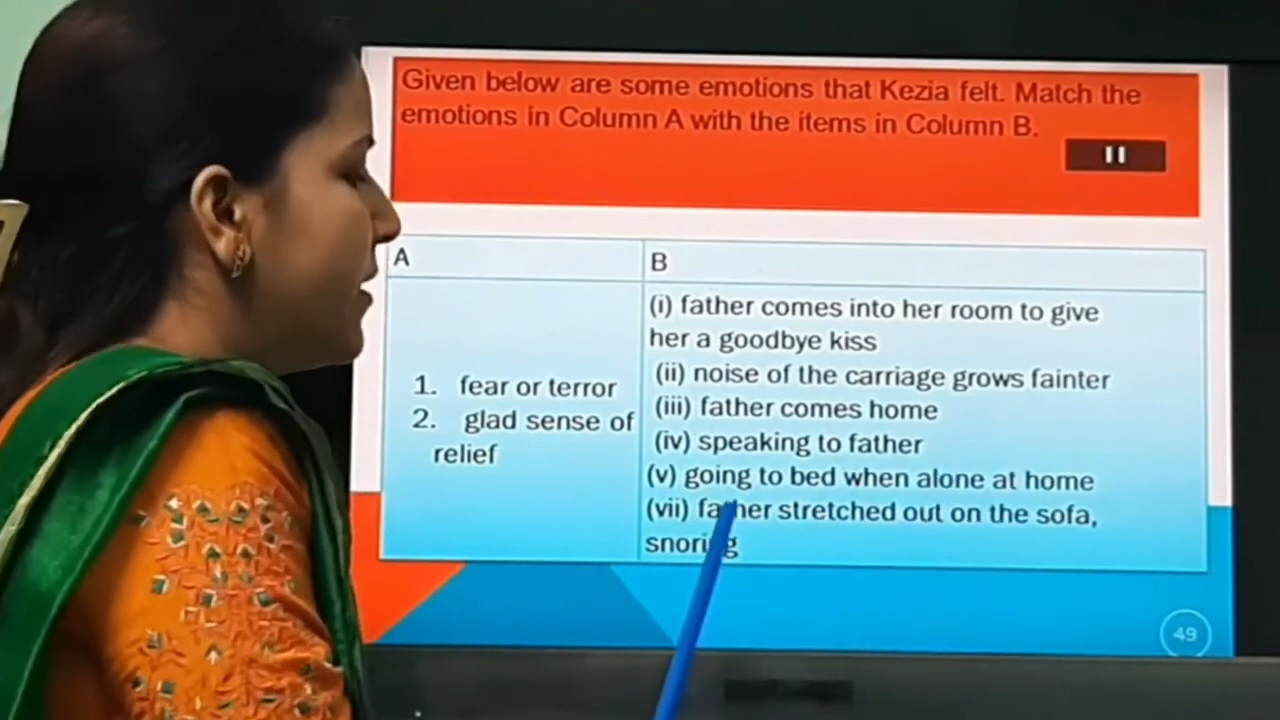 Given below are some emotions that Kezia felt. Match the
emotions in Column A with the items in Column B.
A
B
1. fear or terror
2. glad sense of
relief
(i) father comes into her room to give
her a goodbye kiss
(ii) noise of the carriage grows fainter
(iii) father comes home
(iv) speaking to father
(v) going to bed when alone at home
(vii) father stretched out on the sofa,
snoring
49